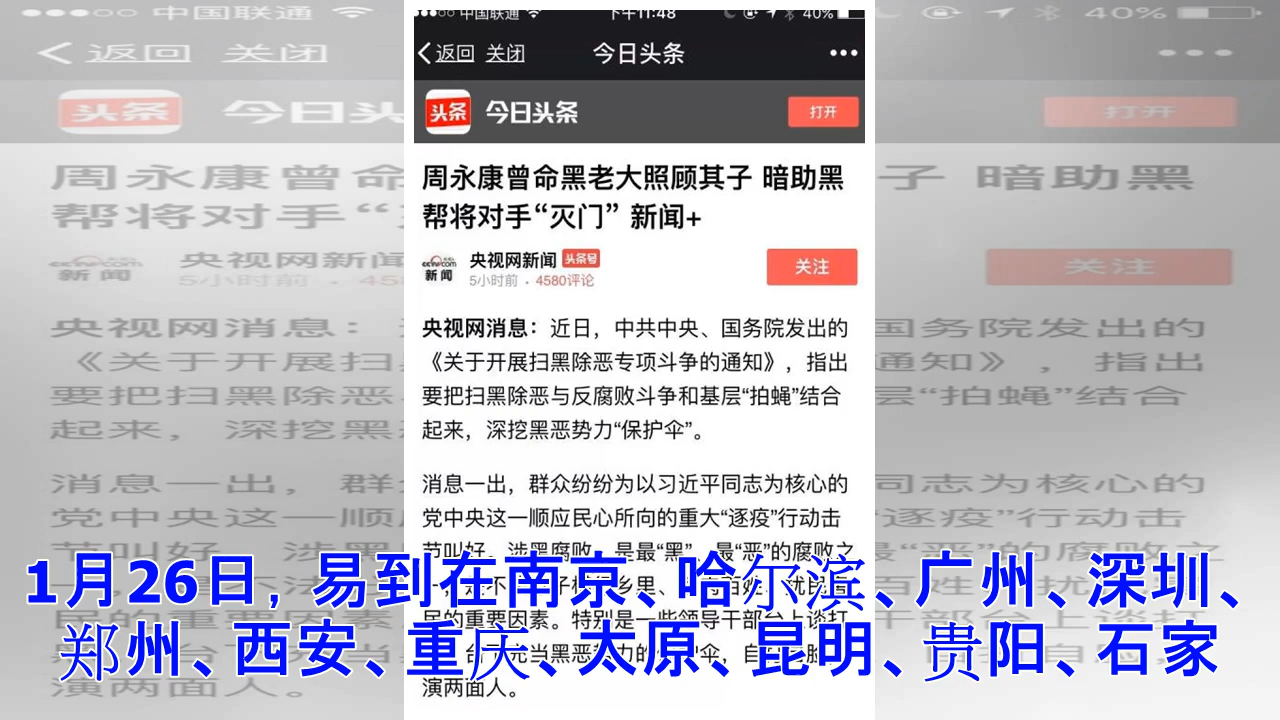 中国联通 下午11:48 40%
返回 关闭 今日头条
头条 今日头条 打开
周永康曾命黑老大照顾其子 暗助黑
帮将对手“灭门” 新闻+
央视网新闻 头条号
新闻
5小时前 · 4580评论
关注
央视网消息：近日，中共中央、国务院发出的
《关于开展扫黑除恶专项斗争的通知》，指出
要把扫黑除恶与反腐败斗争和基层“拍蝇”结合
起来，深挖黑恶势力“保护伞”。
消息一出，群众纷纷为以习近平同志为核心的
党中央这一顺应民心所向的重大“逐疫”行动击
节叫好。涉黑腐败，是最“黑”、最“恶”的腐败之
民的重要因素。特别是一些领导干部台上谈打
演两面人。
1月26日, 易到在南京、哈尔滨、广州、深圳、
郑州、西安、重庆、太原、昆明、贵阳、石家